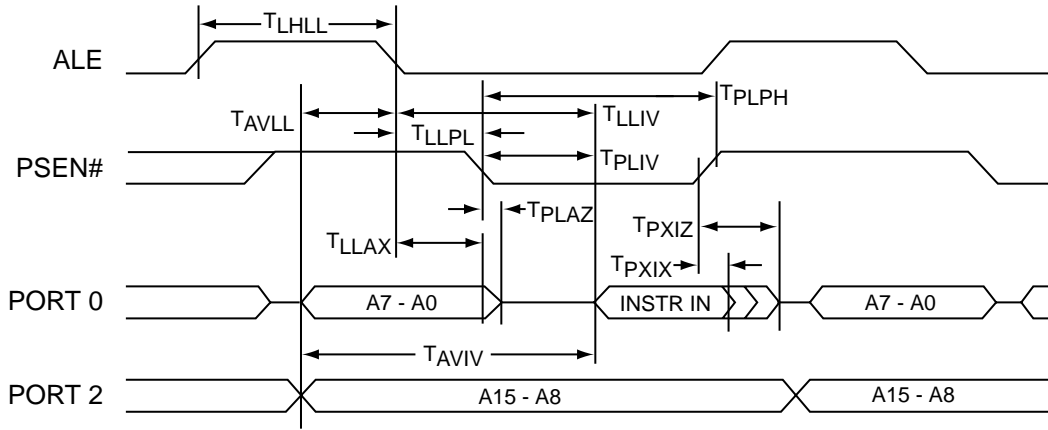 TLHLL
ALE
TPLPH
TAVLL
TLLIV
TLLPL
PSEN#
TPLIV
TPLAZ
TLLAX
TPXIZ
TPXIX
PORT 0
A7 - A0
INSTR IN
A7 - A0
TAVIV
PORT 2
A15 - A8
A15 - A8